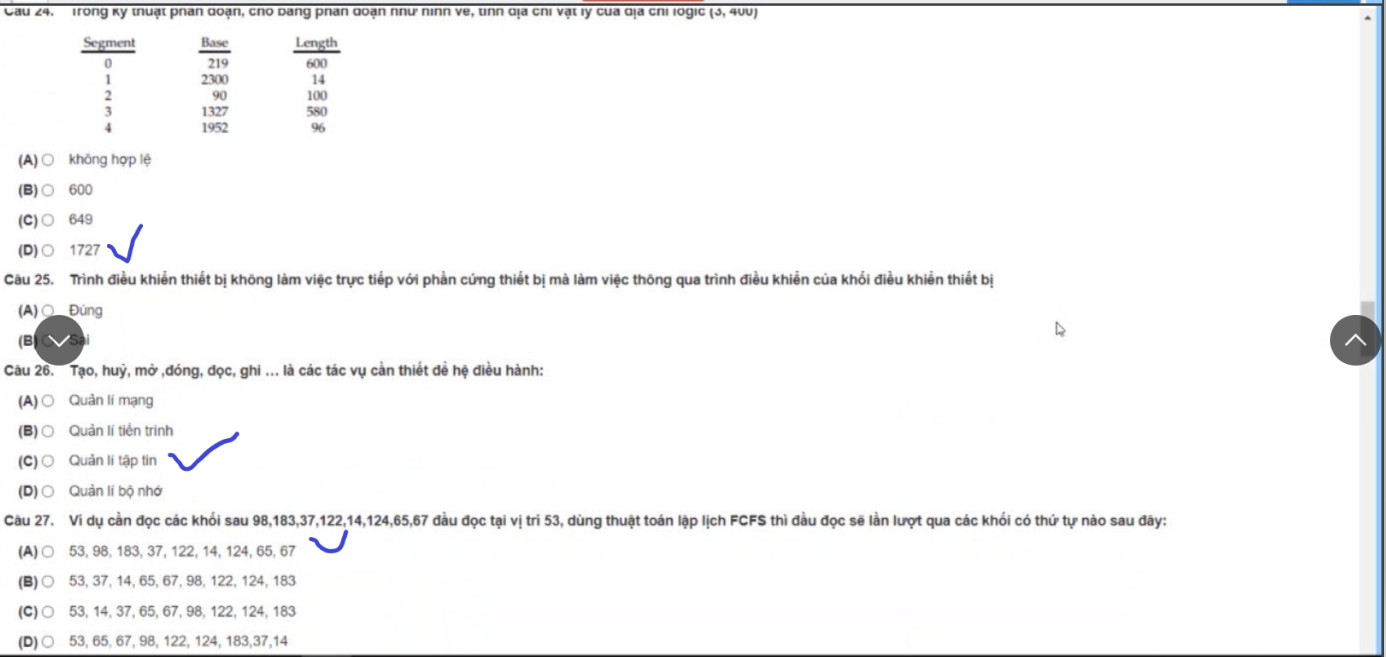 Câu 24. Trong kỹ thuật phân đoạn, cho bảng phân đoạn như hình vẽ, tính địa chỉ vật lý của địa chỉ logic (3, 400)
Segment Base Length
0 219 600
1 2300 14
2 90 100
3 1327 580
4 1952 96
(A) không hợp lệ
(B) 600
(C) 649
(D) 1727
Câu 25. Trình điều khiển thiết bị không làm việc trực tiếp với phần cứng thiết bị mà làm việc thông qua trình điều khiển của khối điều khiển thiết bị
(A) Đúng
(B) Sai
Câu 26. Tạo, huỷ, mở ,đóng, đọc, ghi ... là các tác vụ cần thiết để hệ điều hành:
(A) Quản lí mạng
(B) Quản lí tiến trình
(C) Quản lí tập tin
(D) Quản lí bộ nhớ
Câu 27. Ví dụ cần đọc các khối sau 98,183,37,122,14,124,65,67 đầu đọc tại vị trí 53, dùng thuật toán lập lịch FCFS thì đầu đọc sẽ lần lượt qua các khối có thứ tự nào sau đây:
(A) 53, 98, 183, 37, 122, 14, 124, 65, 67
(B) 53, 37, 14, 65, 67, 98, 122, 124, 183
(C) 53, 14, 37, 65, 67, 98, 122, 124, 183
(D) 53, 65, 67, 98, 122, 124, 183,37,14